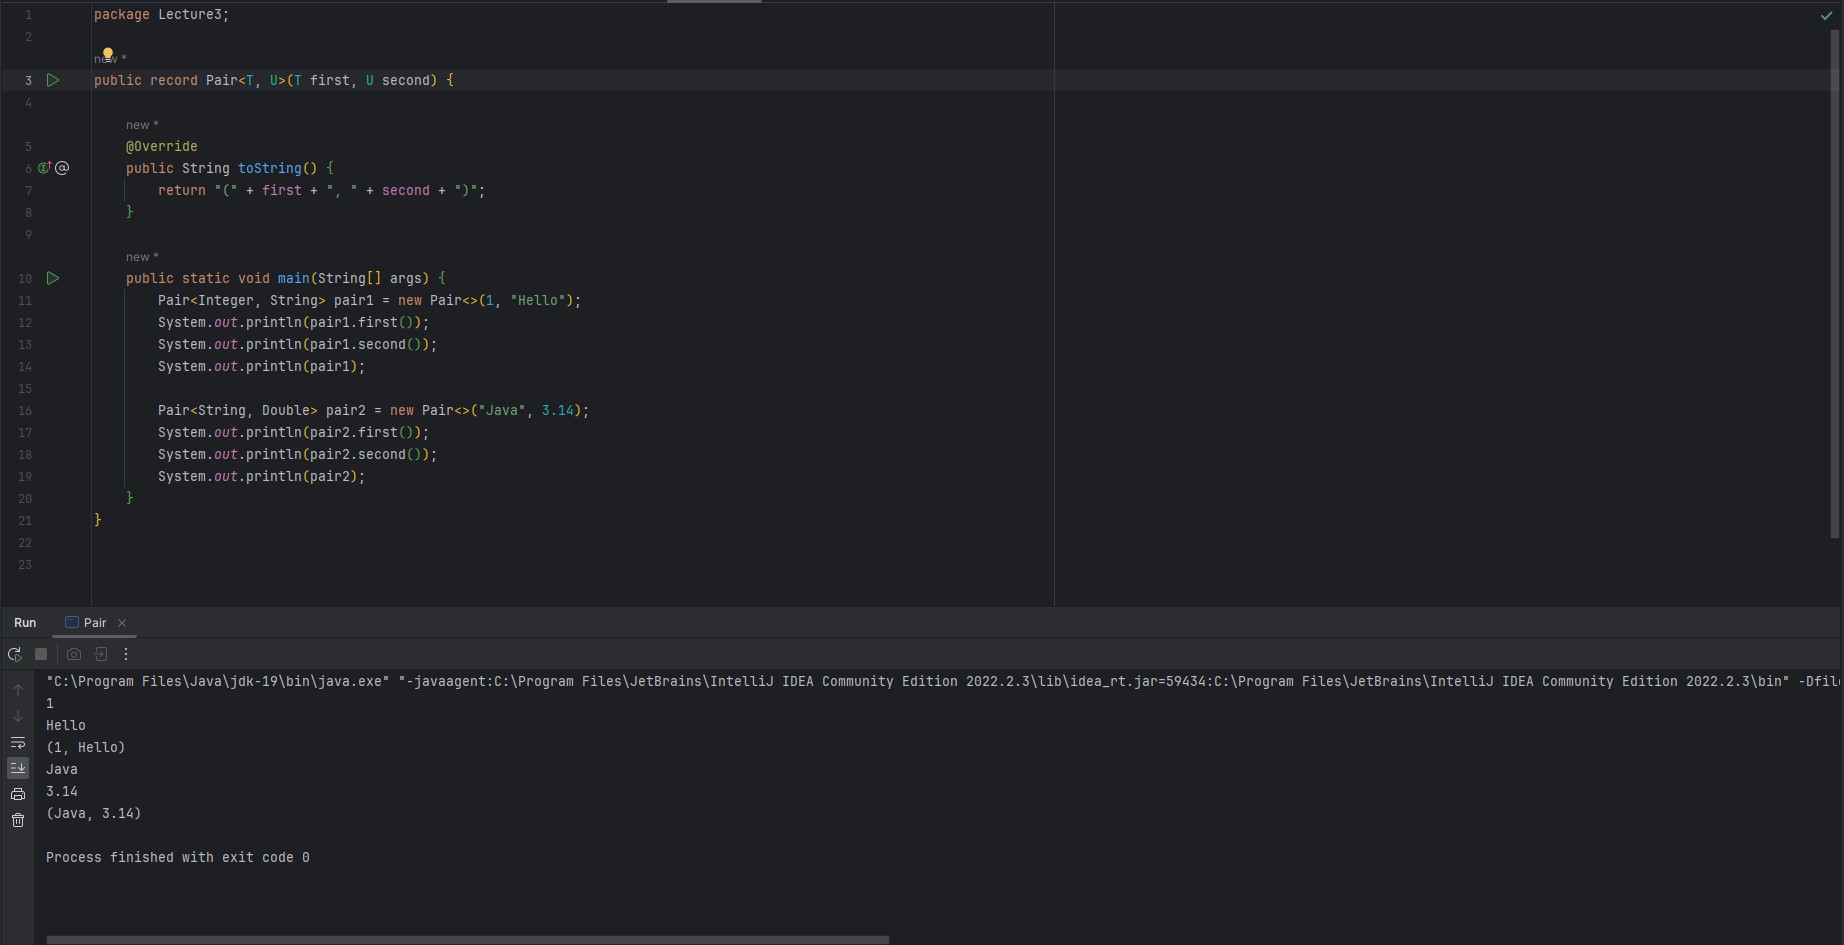 1 package Lecture3;
2
new *
3 public record Pair<T, U>(T first, U second) {
4
new *
5 @Override
6 public String toString() {
7 return "(" + first + ", " + second + ")";
8 }
9
new *
10 public static void main(String[] args) {
11 Pair<Integer, String> pair1 = new Pair<>(1, "Hello");
12 System.out.println(pair1.first());
13 System.out.println(pair1.second());
14 System.out.println(pair1);
15
16 Pair<String, Double> pair2 = new Pair<>("Java", 3.14);
17 System.out.println(pair2.first());
18 System.out.println(pair2.second());
19 System.out.println(pair2);
20 }
21 }
22
23
Run Pair
"C:\Program Files\Java\jdk-19\bin\java.exe" "-javaagent:C:\Program Files\JetBrains\IntelliJ IDEA Community Edition 2022.2.3\lib\idea_rt.jar=59434:C:\Program Files\JetBrains\IntelliJ IDEA Community Edition 2022.2.3\bin" -Dfil
1
Hello
(1, Hello)
Java
3.14
(Java, 3.14)
Process finished with exit code 0